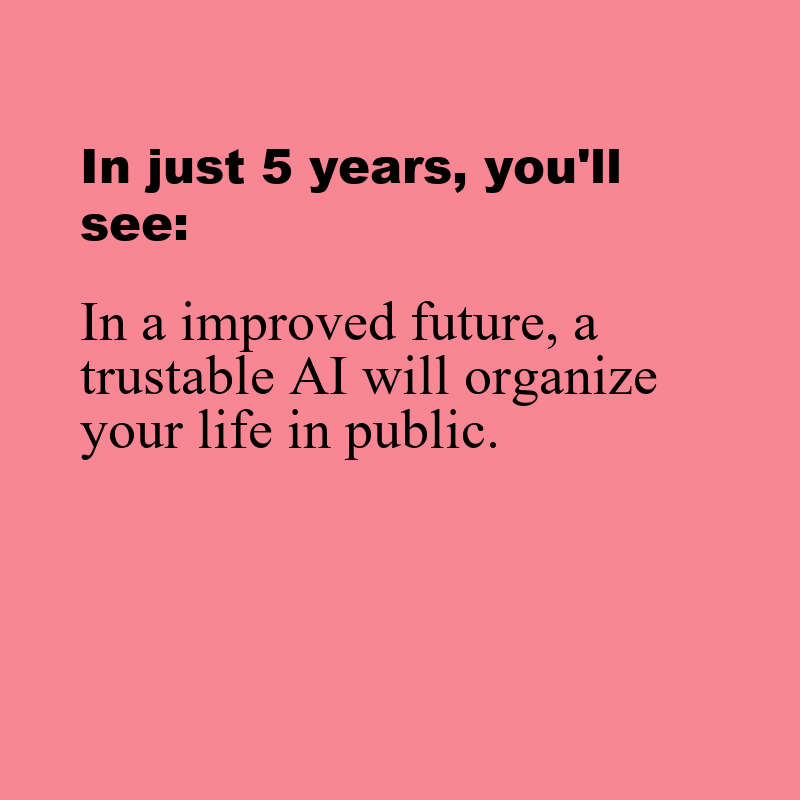 In just 5 years, you'll
see:
In a improved future, a
trustable AI will organize
your life in public.